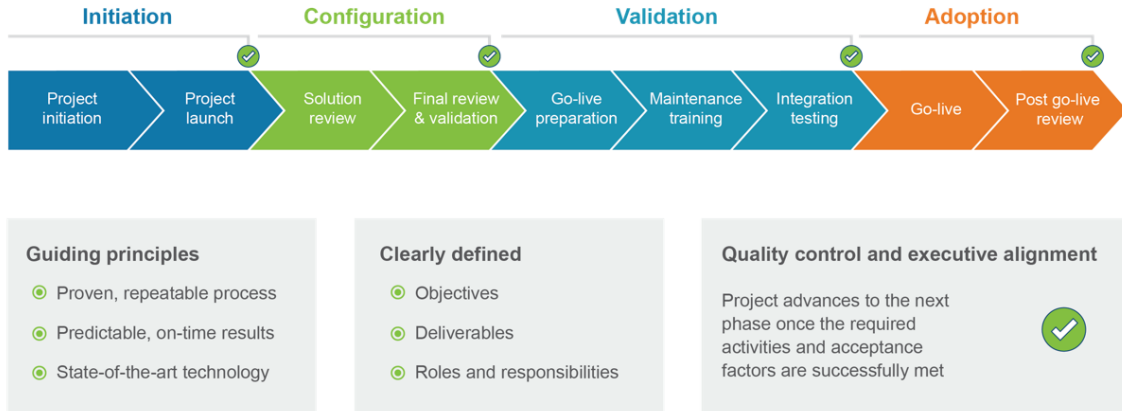 Initiation
Configuration
Validation
Adoption
Project
initiation
Project
launch
Solution
review
Final review
& validation
Go-live
preparation
Maintenance
training
Integration
testing
Go-live
Post go-live
review
Guiding principles
Proven, repeatable process
Predictable, on-time results
State-of-the-art technology
Clearly defined
Objectives
Deliverables
Roles and responsibilities
Quality control and executive alignment
Project advances to the next
phase once the required
activities and acceptance
factors are successfully met